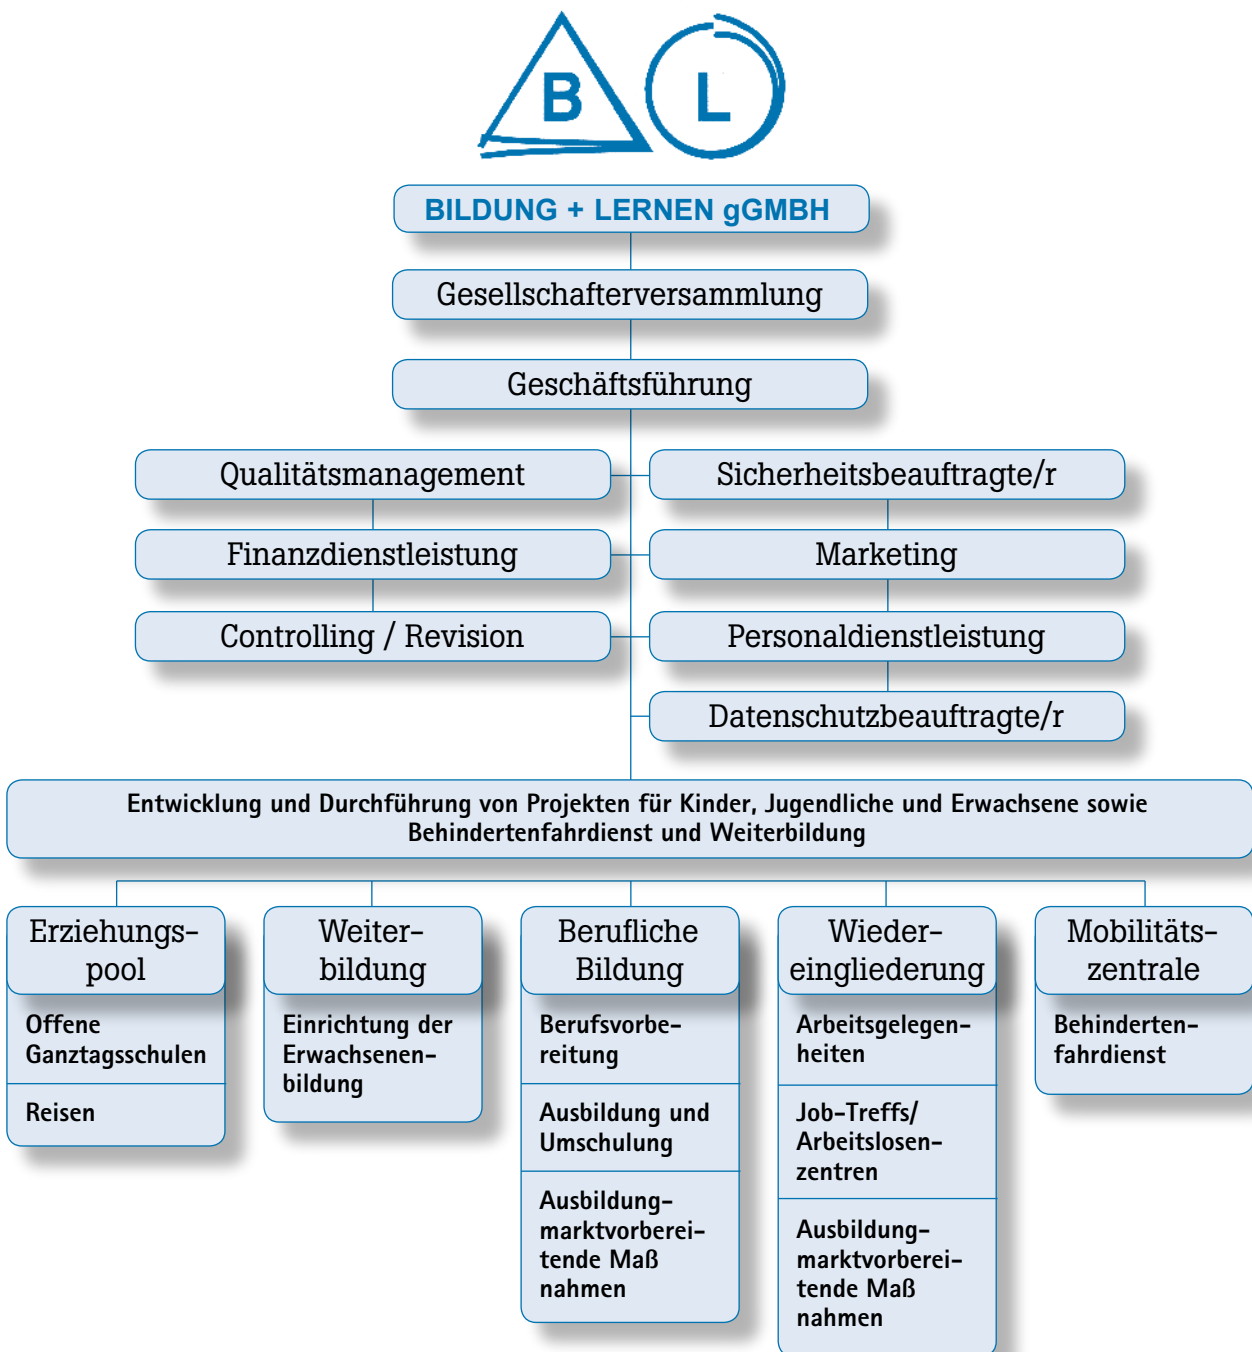 B L
BILDUNG + LERNEN gGMBH
Gesellschafterversammlung
Geschäftsführung
Qualitätsmanagement
Sicherheitsbeauftragte/r
Finanzdienstleistung
Marketing
Controlling / Revision
Personaldienstleistung
Datenschutzbeauftragte/r
Entwicklung und Durchführung von Projekten für Kinder, Jugendliche und Erwachsene sowie
Behindertenfahrdienst und Weiterbildung
Erziehungs-
pool
Offene
Ganztagsschulen
Reisen
Weiter-
bildung
Einrichtung der
Erwachsenen-
bildung
Berufliche
Bildung
Berufsvorbe-
reitung
Ausbildung und
Umschulung
Ausbildung-
marktvorberei-
tende Maß
nahmen
Wieder-
eingliederung
Arbeitsgelegen-
heiten
Job-Treffs/
Arbeitslosen-
zentren
Ausbildung-
marktvorberei-
tende Maß
nahmen
Mobilitäts-
zentrale
Behinderten-
fahrdienst